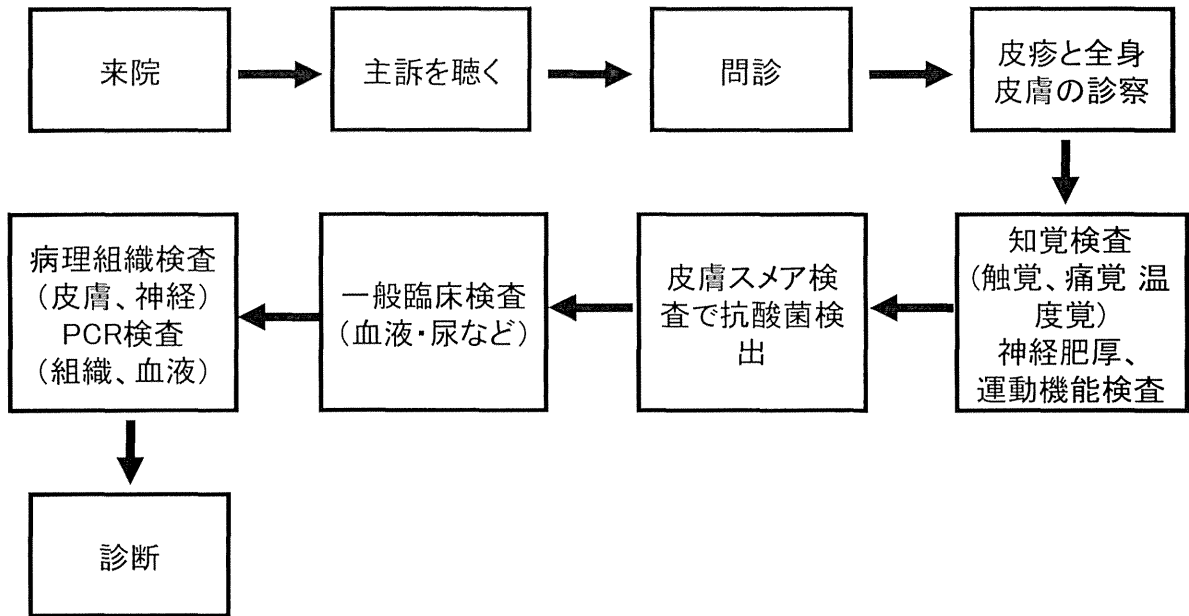 来院
主訴を聴く
問診
皮疹と全身
皮膚の診察
知覚検査
(触覚、痛覚 温
度覚)
神経肥厚、
運動機能検査
皮膚スメア検
査で抗酸菌検
出
一般臨床検査
(血液・尿など)
病理組織検査
(皮膚、神経)
PCR検査
(組織、血液)
診断